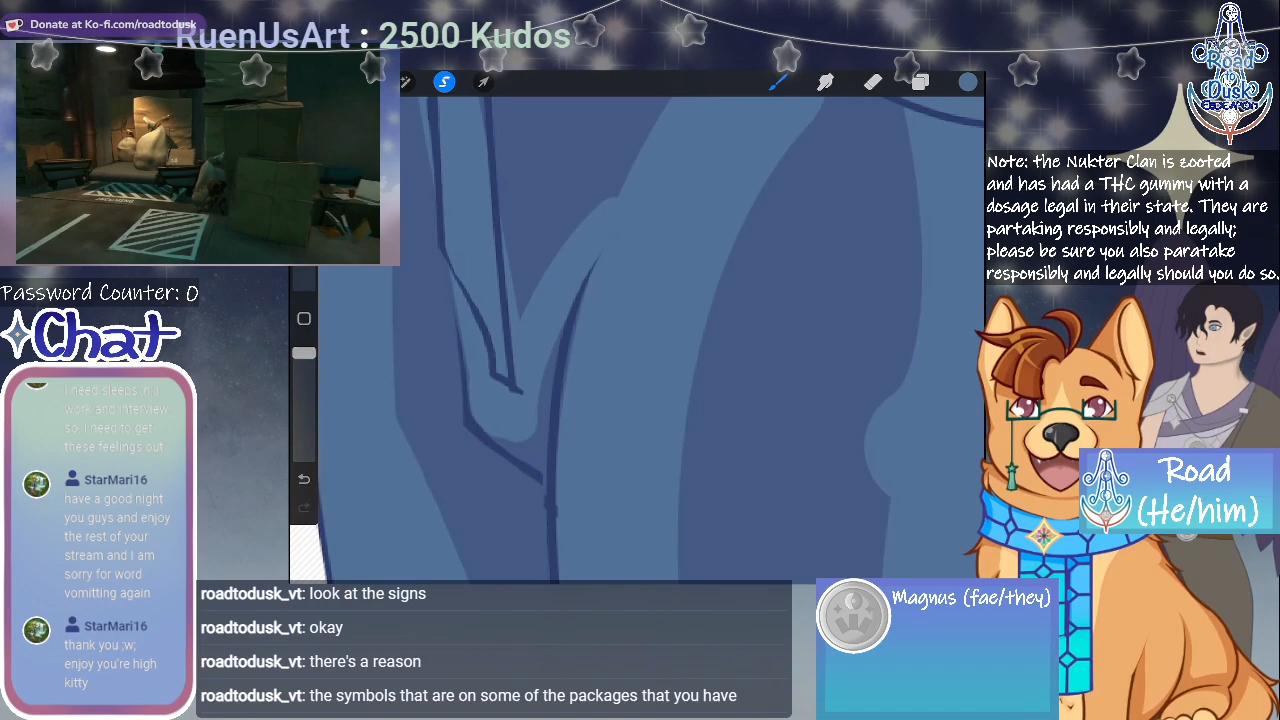 Donate at Ko-fi.com/roadtodusk
RuenUsArt : 2500 Kudos
Road
to
Dusk
Note: the Nukter Clan is zooted
and has had a THC gummy with a
dosage legal in their state. They are
partaking responsibly and legally;
please be sure you also paratake
responsibly and legally should you do so.
Password Counter: 0
Chat
I need sleeps
work and interview
so I need to get
these feelings out
StarMari16
have a good night
you guys and enjoy
the rest of your
stream and I am
sorry for word
vomitting again
StarMari16
thank you ;w;
enjoy you're high
kitty
roadtodusk_vt: look at the signs
roadtodusk_vt: okay
roadtodusk_vt: there's a reason
roadtodusk_vt: the symbols that are on some of the packages that you have
Road
(He/him)
Magnus (fae/they)